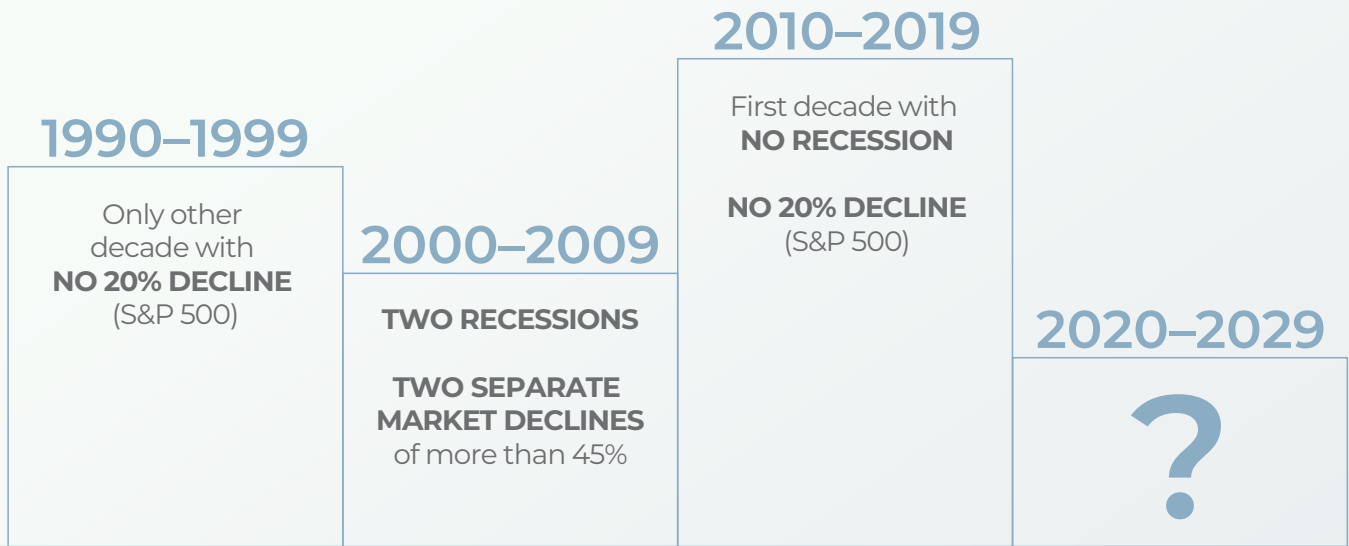 1990–1999
Only other
decade with
NO 20% DECLINE
(S&P 500)
2000–2009
TWO RECESSIONS
TWO SEPARATE
MARKET DECLINES
of more than 45%
2010–2019
First decade with
NO RECESSION
NO 20% DECLINE
(S&P 500)
2020–2029
?